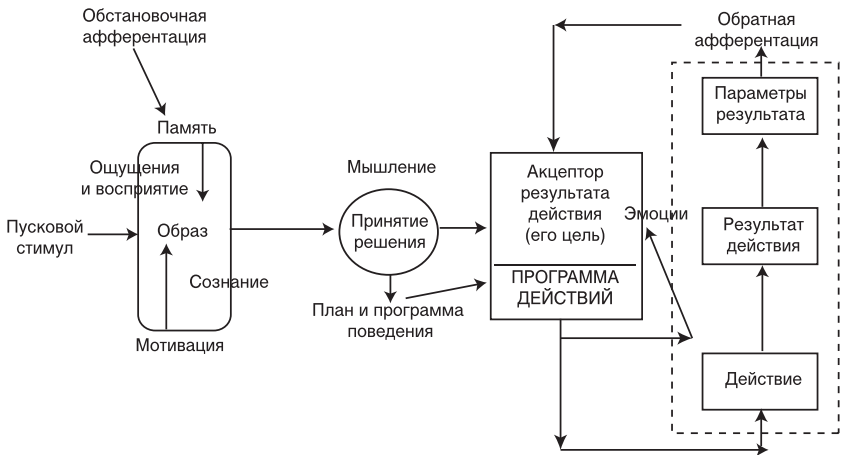 Обстановочная
афферентация
Память
Ощущения
и восприятие
Пусковой
стимул
Образ
Сознание
Мотивация
Мышление
Принятие
решения
План и программа
поведения
Акцептор
результата
действия
(его цель)
ПРОГРАММА
ДЕЙСТВИЙ
Эмоции
Обратная
афферентация
Параметры
результата
Результат
действия
Действие